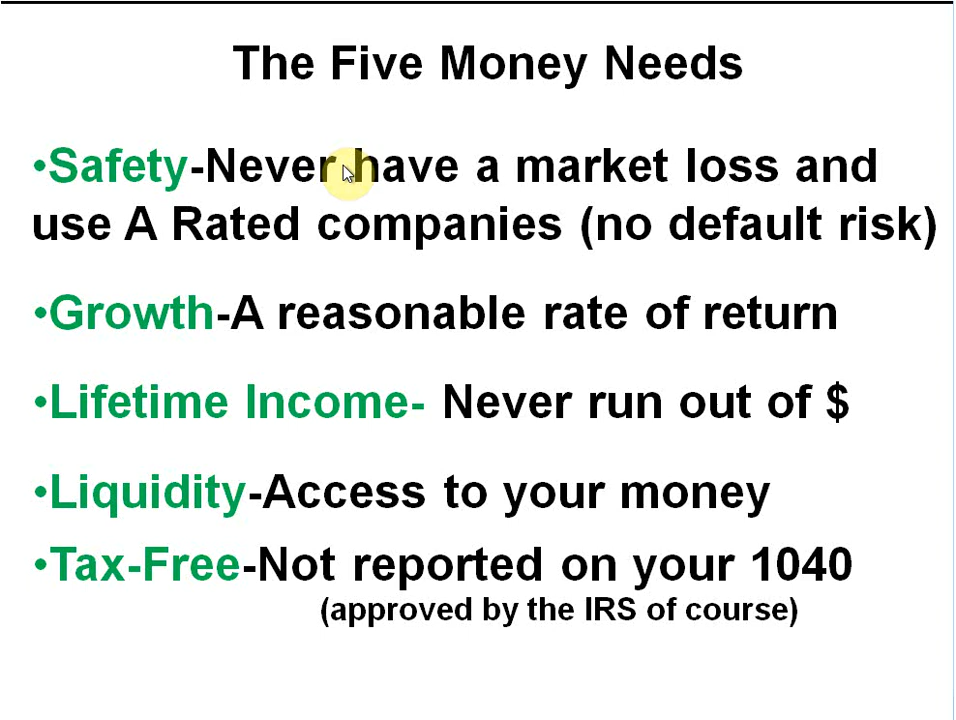 The Five Money Needs
•Safety-Never have a market loss and
use A Rated companies (no default risk)
•Growth-A reasonable rate of return
•Lifetime Income- Never run out of $
•Liquidity-Access to your money
•Tax-Free-Not reported on your 1040
(approved by the IRS of course)